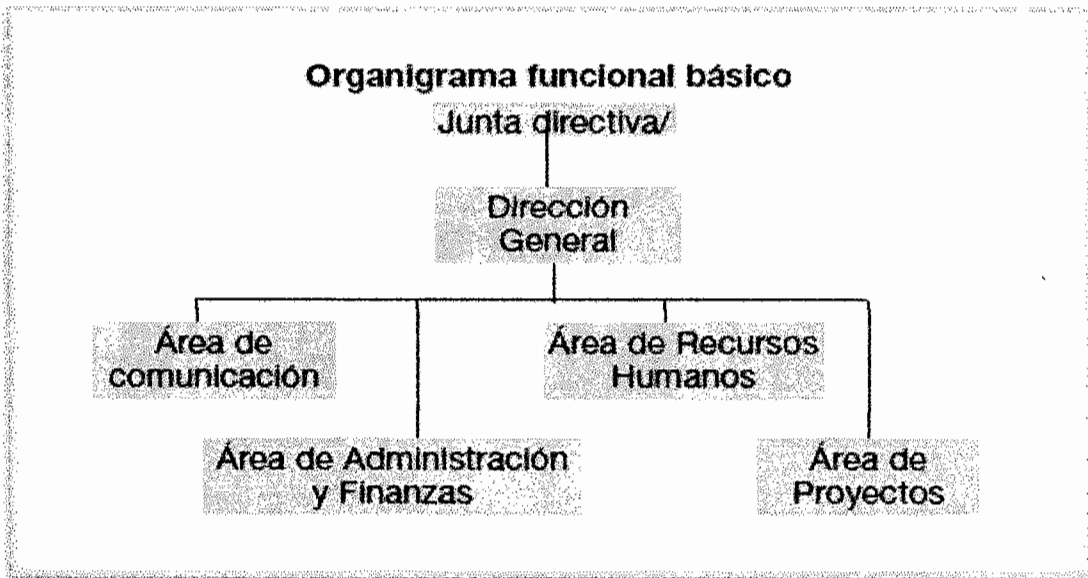 Organigrama funcional básico
Junta directiva/
Dirección
General
Área de
comunicación
Área de Recursos
Humanos
Área de Administración
y Finanzas
Área de
Proyectos